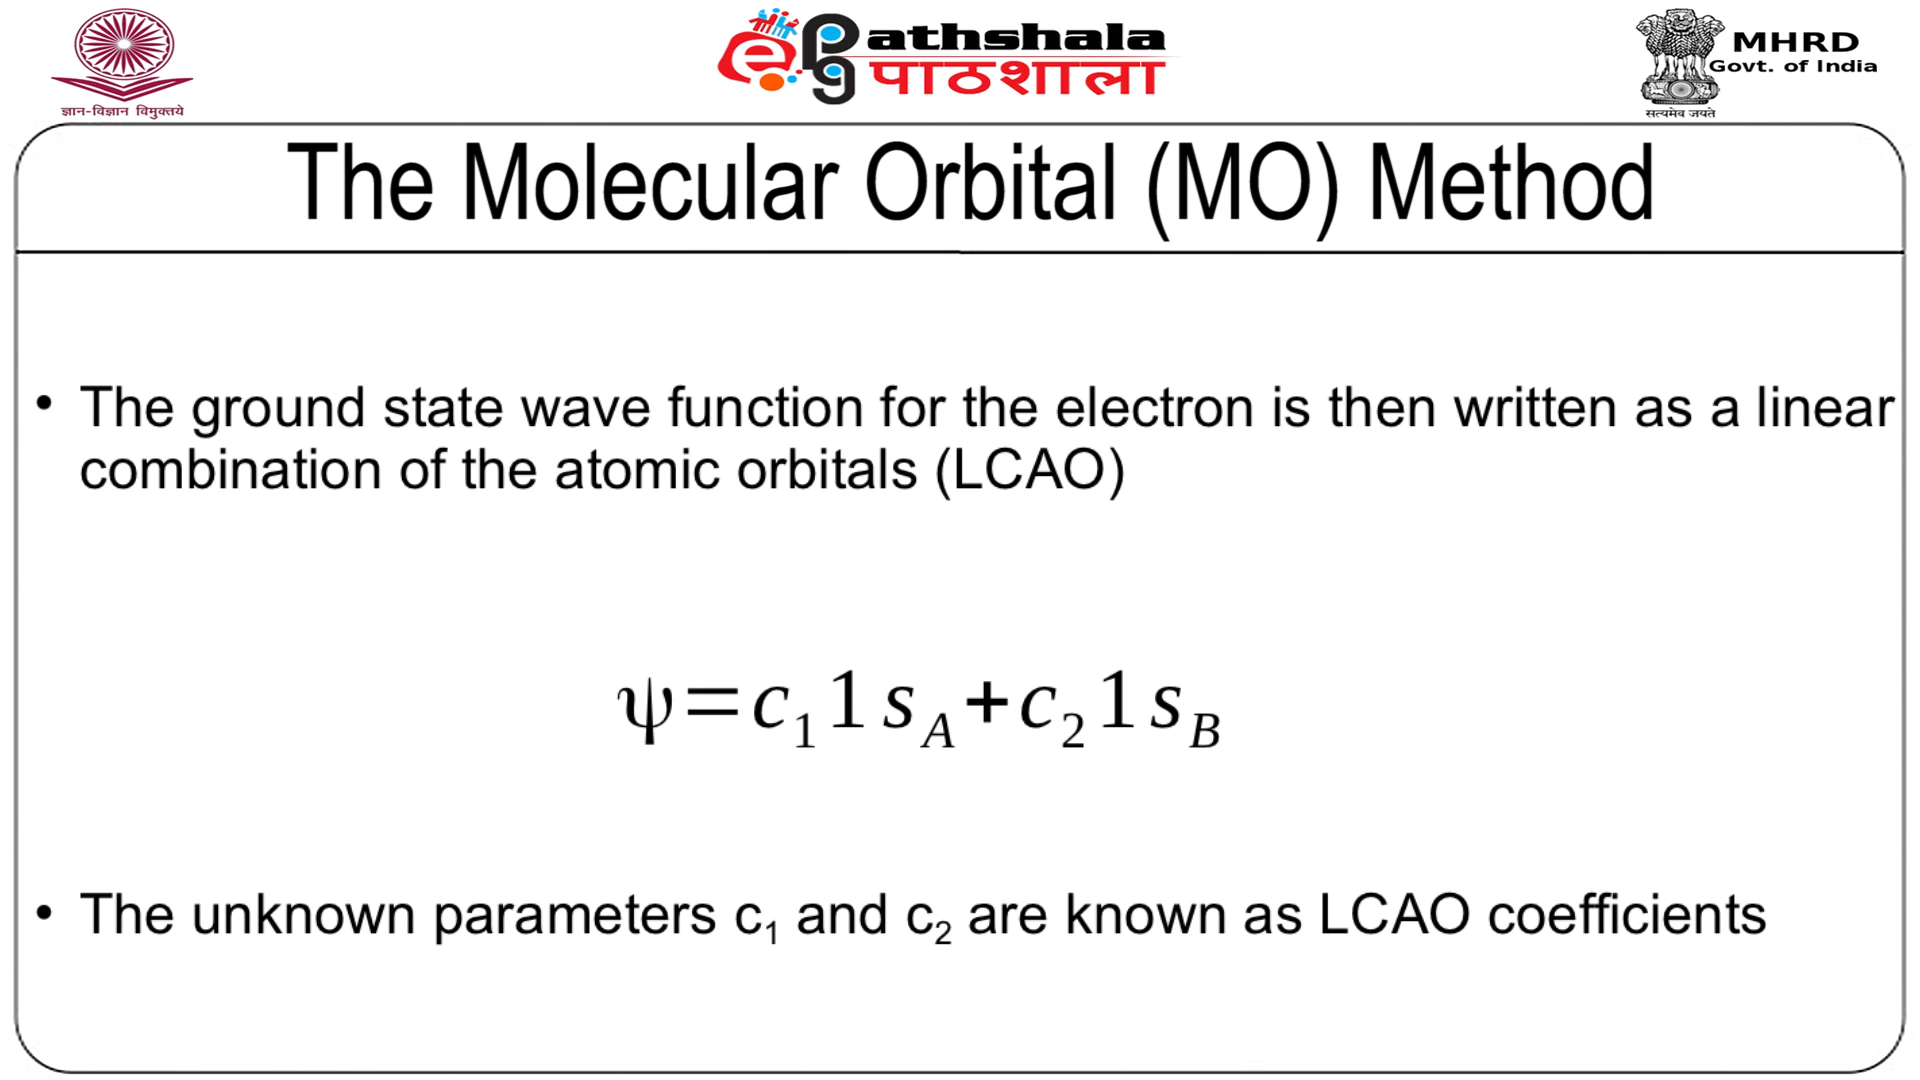 ज्ञान-विज्ञान विमुक्तये
epg athshala
पाठशाला
MHRD
Govt. of India
सत्यमेव जयते
The Molecular Orbital (MO) Method
• The ground state wave function for the electron is then written as a linear
combination of the atomic orbitals (LCAO)
ψ=c₁1s_A+c₂1s_B
• The unknown parameters c₁ and c₂ are known as LCAO coefficients